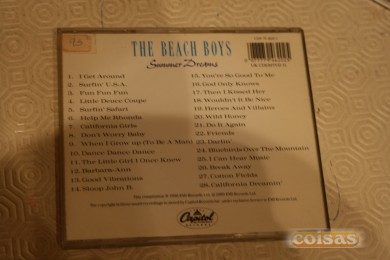 THE BEACH BOYS
Summer Dreams
1. I Get Around
2. Surfin' U.S.A.
3. Fun Fun Fun
4. Little Deuce Coupe
5. Surfin' Safari
6. Help Me Rhonda
7. California Girls
8. Don't Worry Baby
9. When I Grow up (To Be A Man)
10. Dance Dance Dance
11. The Little Girl I Once Knew
12. Barbara-Ann
13. Good Vibrations
14. Sloop John B.
15. You're So Good To Me
16. God Only Knows
17. Then I Kissed Her
18. Wouldn't It Be Nice
19. Heroes And Villains
20. Wild Honey
21. Do It Again
22. Friends
23. Darlin'
24. Bluebirds Over The Mountain
25. I Can Hear Music
26. Break Away
27. Cotton Fields
28. California Dreamin'
Capitol
coisas